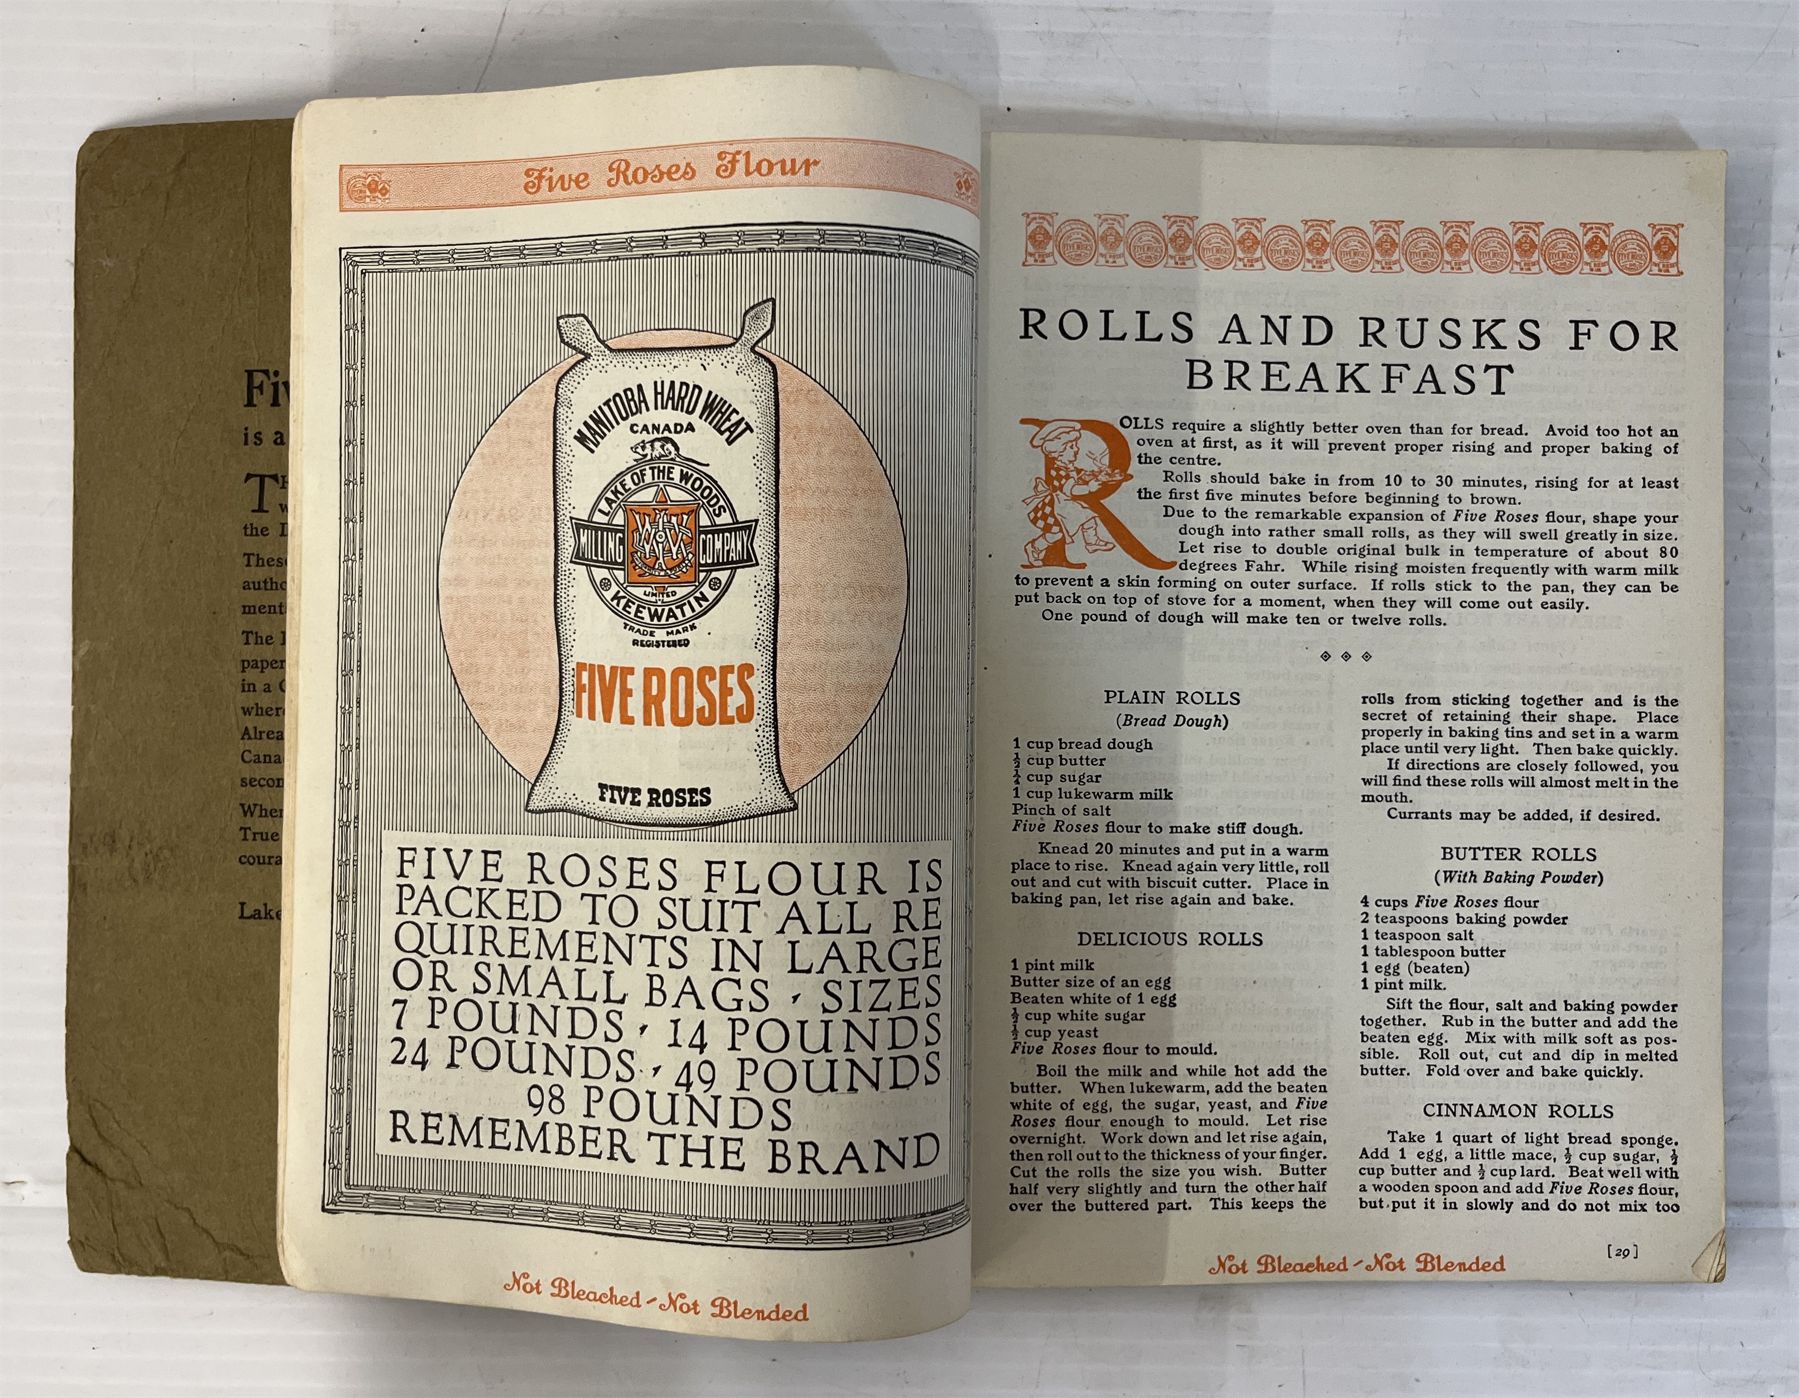 Fiv
is a
the
These
autho
ment
The
paper
in a
where
Alrea
Cana
secon
When
True
coura
Lake
Five Roses Flour
MANITOBA HARD WHEAT
CANADA
LAKE OF THE WOODS
MILLING COMPANY
LIMITED
KEEWATIN
TRADE MARK
REGISTERED
FIVE ROSES
FIVE ROSES
FIVE ROSES FLOUR IS
PACKED TO SUIT ALL RE
QUIREMENTS IN LARGE
OR SMALL BAGS · SIZES
7 POUNDS · 14 POUNDS
24 POUNDS · 49 POUNDS
98 POUNDS
REMEMBER THE BRAND
Not Bleached - Not Blended
ROLLS AND RUSKS FOR
BREAKFAST
ROLLS require a slightly better oven than for bread. Avoid too hot an
oven at first, as it will prevent proper rising and proper baking of
the centre.
Rolls should bake in from 10 to 30 minutes, rising for at least
the first five minutes before beginning to brown.
Due to the remarkable expansion of Five Roses flour, shape your
dough into rather small rolls, as they will swell greatly in size.
Let rise to double original bulk in temperature of about 80
degrees Fahr. While rising moisten frequently with warm milk
to prevent a skin forming on outer surface. If rolls stick to the pan, they can be
put back on top of stove for a moment, when they will come out easily.
One pound of dough will make ten or twelve rolls.
PLAIN ROLLS
(Bread Dough)
1 cup bread dough
½ cup butter
cup sugar
1 cup lukewarm milk
Pinch of salt
Five Roses flour to make stiff dough.
Knead 20 minutes and put in a warm
place to rise. Knead again very little, roll
out and cut with biscuit cutter. Place in
baking pan, let rise again and bake.
DELICIOUS ROLLS
1 pint milk
Butter size of an egg
Beaten white of 1 egg
½ cup white sugar
½ cup yeast
Five Roses flour to mould.
Boil the milk and while hot add the
butter. When lukewarm, add the beaten
white of egg, the sugar, yeast, and Five
Roses flour enough to mould. Let rise
overnight. Work down and let rise again,
then roll out to the thickness of your finger.
Cut the rolls the size you wish. Butter
half very slightly and turn the other half
over the buttered part. This keeps the
rolls from sticking together and is the
secret of retaining their shape. Place
properly in baking tins and set in a warm
place until very light. Then bake quickly.
If directions are closely followed, you
will find these rolls will almost melt in the
mouth.
Currants may be added, if desired.
BUTTER ROLLS
(With Baking Powder)
4 cups Five Roses flour
2 teaspoons baking powder
1 teaspoon salt
1 tablespoon butter
1 egg (beaten)
1 pint milk.
Sift the flour, salt and baking powder
together. Rub in the butter and add the
beaten egg. Mix with milk soft as pos-
sible. Roll out, cut and dip in melted
butter. Fold over and bake quickly.
CINNAMON ROLLS
Take 1 quart of light bread sponge.
Add 1 egg, a little mace, ½ cup sugar, ½
cup butter and ½ cup lard. Beat well with
a wooden spoon and add Five Roses flour,
but put it in slowly and do not mix too
[29]
Not Bleached - Not Blended